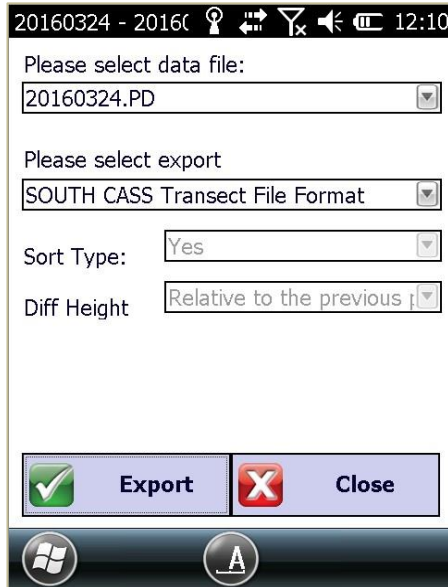 20160324 - 2016( 12:10
Please select data file:
20160324.PD
Please select export
SOUTH CASS Transect File Format
Sort Type: Yes
Diff Height Relative to the previous p
Export Close
A